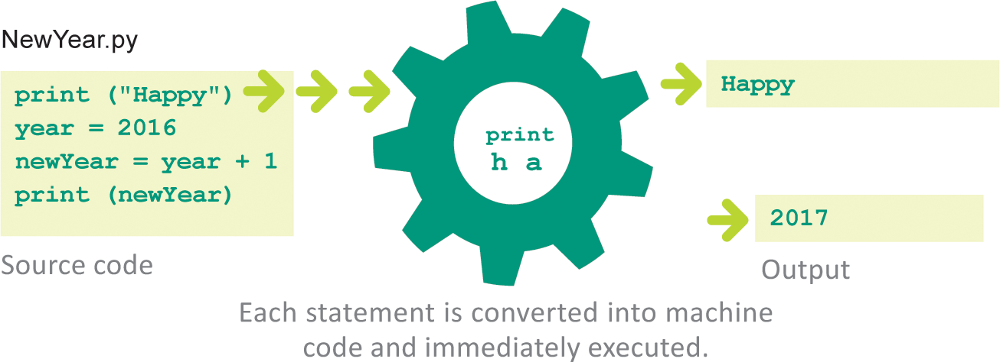 NewYear.py
print ("Happy")
year = 2016
newYear = year + 1
print (newYear)
Source code
print
h a
Happy
2017
Output
Each statement is converted into machine
code and immediately executed.